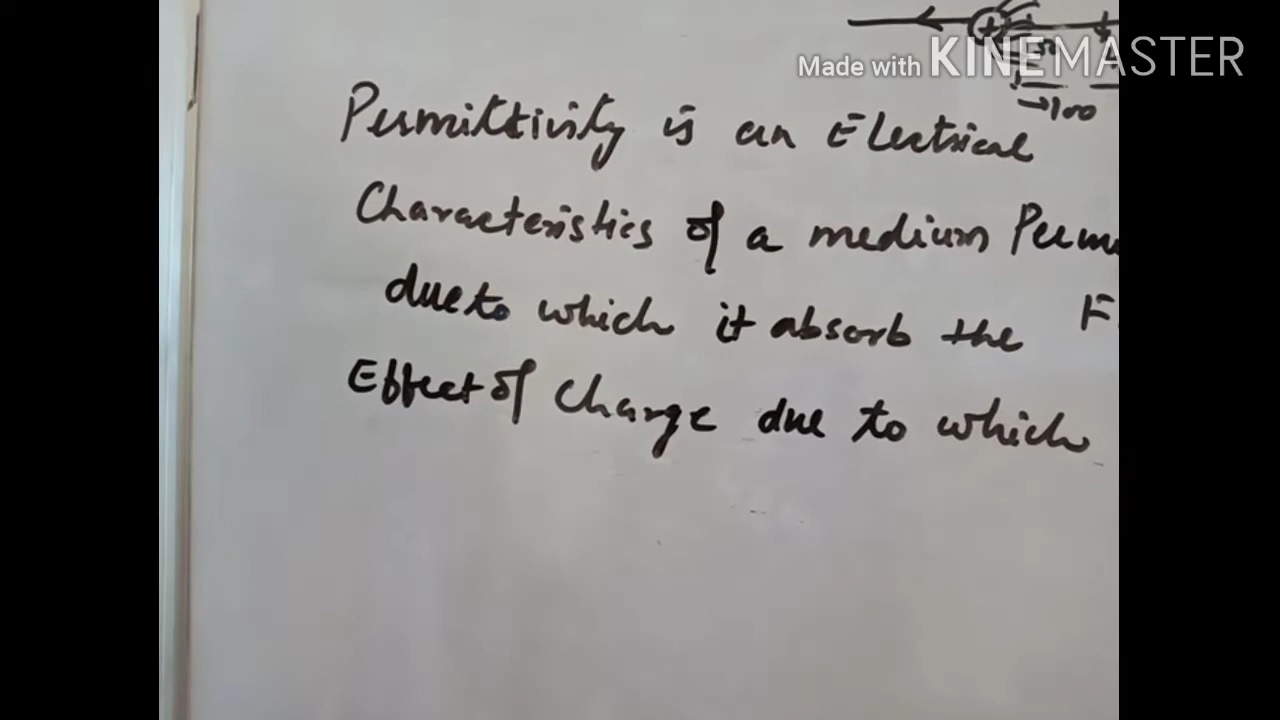 Made with KINEMASTER
→100
Permittivity is an Electrical
Characteristics of a medium
due to which it absorb the
Effect of Charge due to which